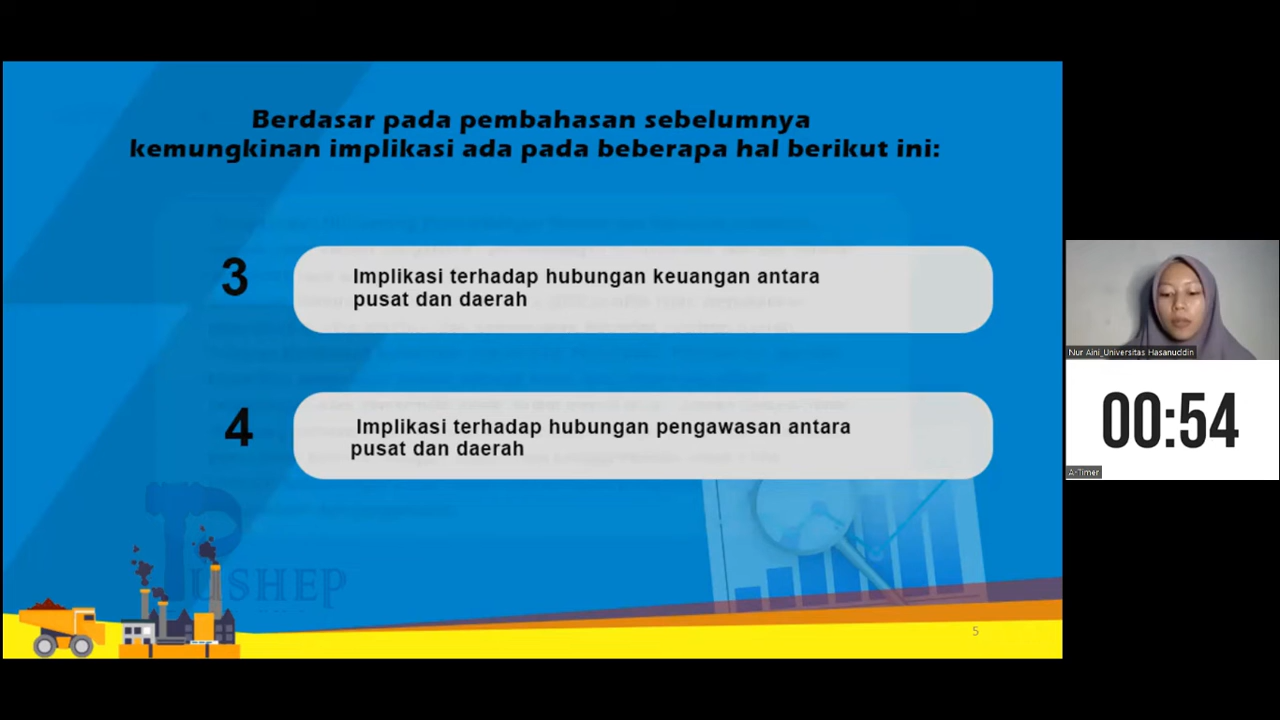 Berdasar pada pembahasan sebelumnya
kemungkinan implikasi ada pada beberapa hal berikut ini:
3
Implikasi terhadap hubungan keuangan antara
pusat dan daerah
4
Implikasi terhadap hubungan pengawasan antara
pusat dan daerah
PUSHEP
5
Nur Aini_Universitas Hasanuddin
00:54
A-Timer